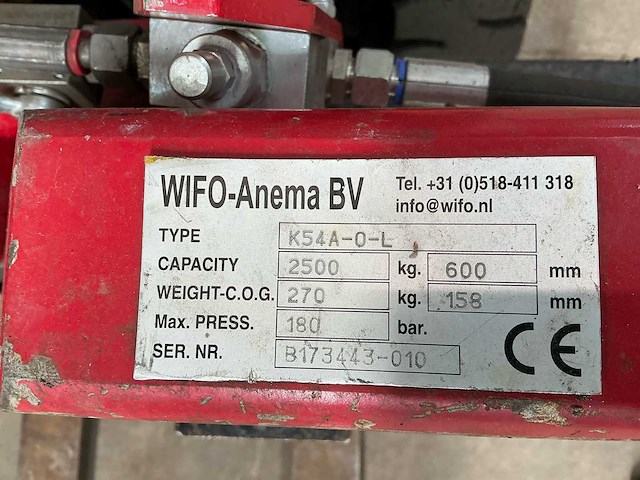 WIFO-Anema BV Tel. +31 (0)518-411 318
info@wifo.nl
TYPE K54A-0-L
CAPACITY 2500 kg. 600 mm
WEIGHT-C.O.G. 270 kg. 158 mm
Max. PRESS. 180 bar.
SER. NR. B173443-010
CE